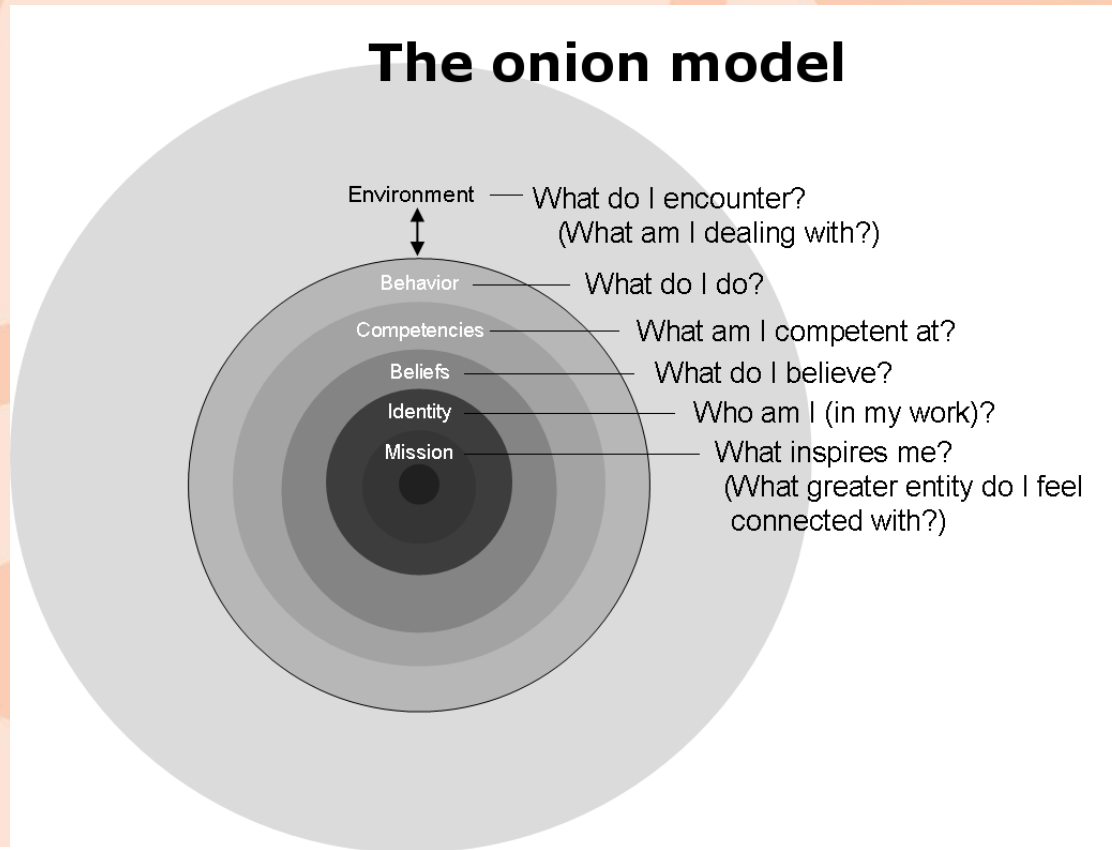 The onion model
Environment
What do I encounter?
(What am I dealing with?)
Behavior
What do I do?
Competencies
What am I competent at?
Beliefs
What do I believe?
Identity
Who am I (in my work)?
Mission
What inspires me?
(What greater entity do I feel
connected with?)